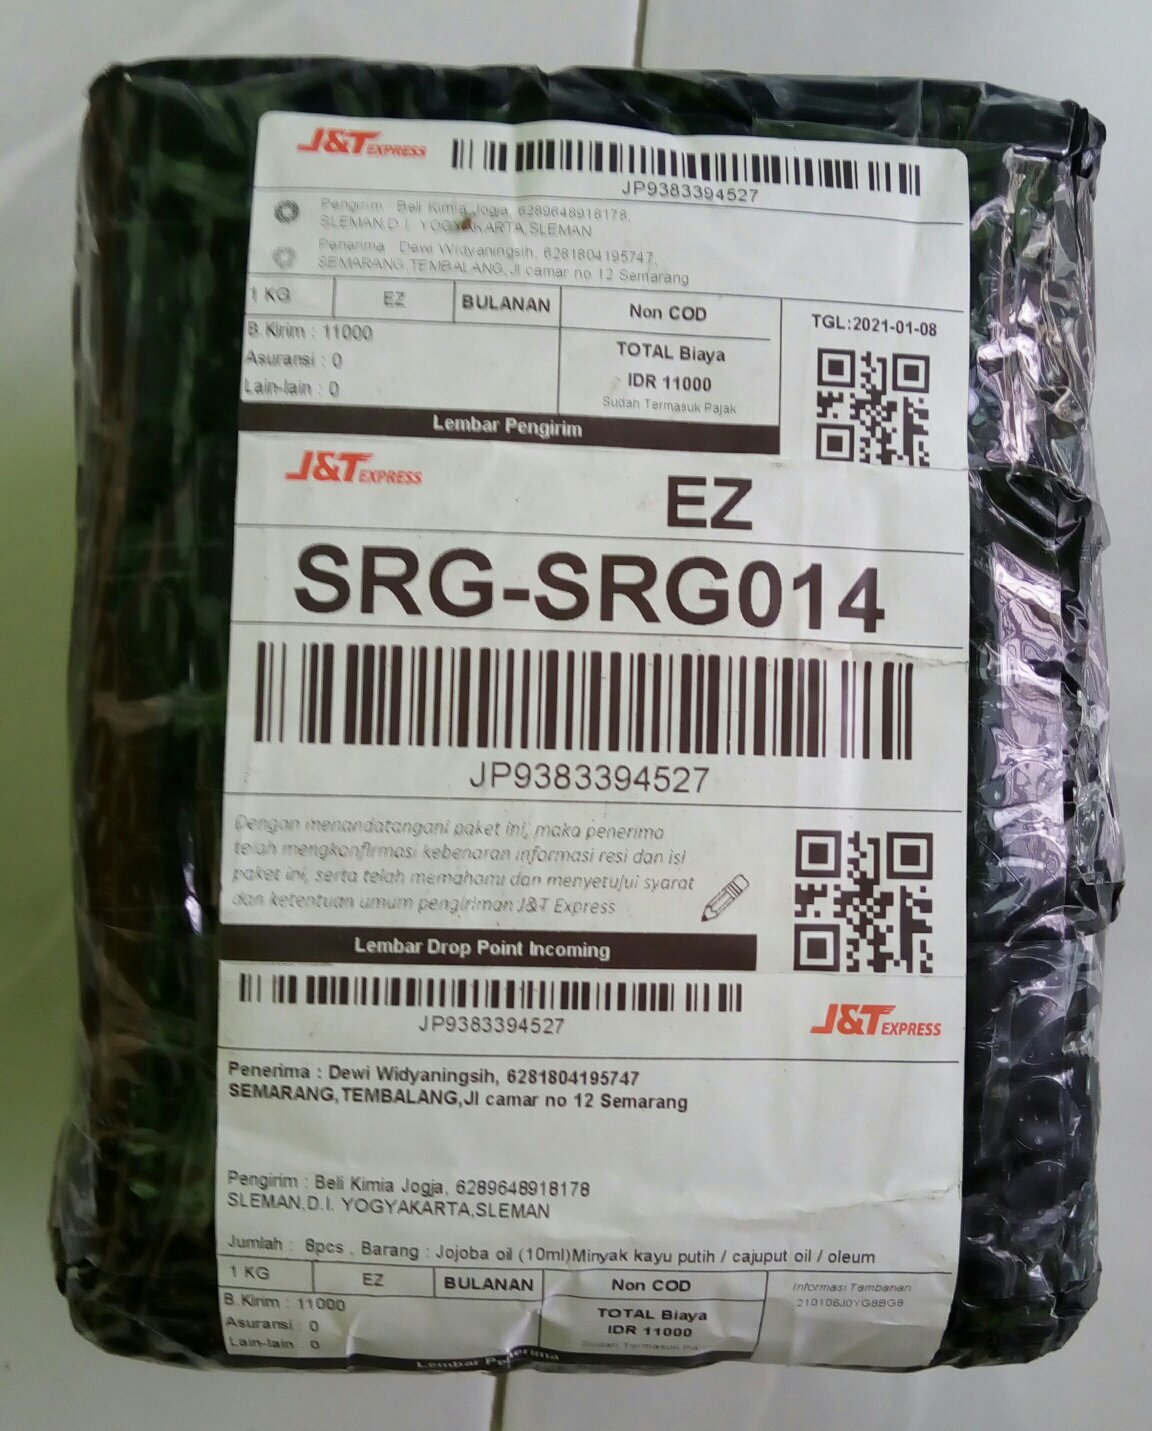 J&T EXPRESS
JP9383394527
Pengirim : Beli Kimia Jogja, 6289648918178,
SLEMAN,D.I. YOGYAKARTA,SLEMAN
Penerima : Dewi Widyaningsih, 6281804195747,
SEMARANG,TEMBALANG,Jl camar no 12 Semarang
1 KG EZ BULANAN Non COD
TGL:2021-01-08
B. Kirim : 11000
Asuransi : 0
Lain-lain : 0
TOTAL Biaya
IDR 11000
Sudah Termasuk Pajak
Lembar Pengirim
J&T EXPRESS
EZ
SRG-SRG014
JP9383394527
Dengan menandatangani paket ini, maka penerima
telah mengkonfirmasi kebenaran informasi resi dan isi
paket ini, serta telah memahami dan menyetujui syarat
dan ketentuan umum pengiriman J&T Express
Lembar Drop Point Incoming
JP9383394527
J&T EXPRESS
Penerima : Dewi Widyaningsih, 6281804195747
SEMARANG,TEMBALANG,Jl camar no 12 Semarang
Pengirim : Beli Kimia Jogja, 6289648918178
SLEMAN,D.I. YOGYAKARTA,SLEMAN
Jumlah : 8pcs , Barang : Jojoba oil (10ml)Minyak kayu putih / cajuput oil / oleum
1 KG EZ BULANAN Non COD
Informasi Tambahan
210106J0YG8BG8
B. Kirim : 11000
Asuransi : 0
Lain-lain : 0
TOTAL Biaya
IDR 11000
Sudah Termasuk
Lembar Penerima